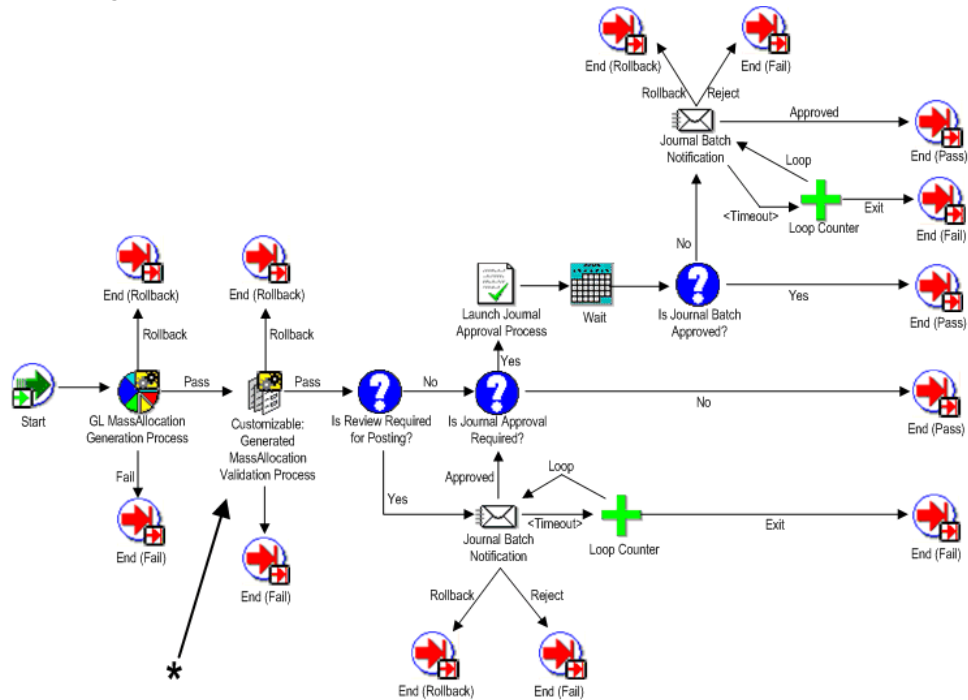 End (Rollback)
End (Fail)
Rollback
Reject
Journal Batch
Notification
Approved
End (Pass)
Loop
<Timeout>
Loop Counter
Exit
End (Fail)
No
End (Rollback)
End (Rollback)
Rollback
Rollback
Launch Journal
Approval Process
Wait
Is Journal Batch
Approved?
Yes
End (Pass)
Yes
Start
GL MassAllocation
Generation Process
Pass
Customizable:
Generated
MassAllocation
Validation Process
Pass
Is Review Required
for Posting?
No
Is Journal Approval
Required?
No
End (Pass)
Fail
End (Fail)
End (Fail)
Yes
Approved
Loop
Journal Batch
Notification
<Timeout>
Loop Counter
Exit
End (Fail)
Rollback
Reject
End (Rollback)
End (Fail)
*